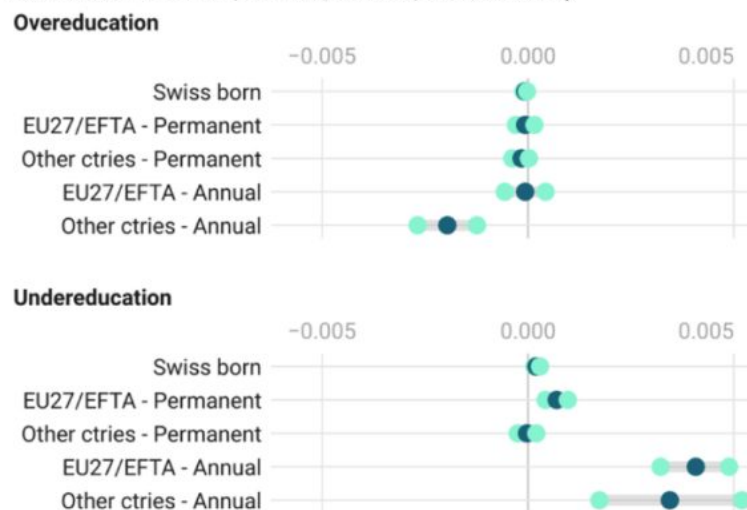 Overeducation
−0.005 0.000 0.005
Swiss born
EU27/EFTA - Permanent
Other ctries - Permanent
EU27/EFTA - Annual
Other ctries - Annual
Undereducation
−0.005 0.000 0.005
Swiss born
EU27/EFTA - Permanent
Other ctries - Permanent
EU27/EFTA - Annual
Other ctries - Annual